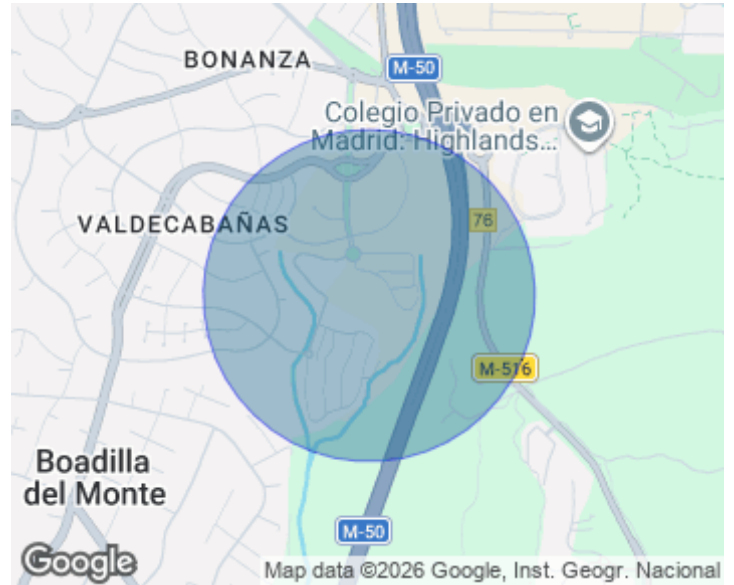 BONANZA
M-50
Colegio Privado en
Madrid: Highlands...
VALDECABAÑAS
76
M-516
Boadilla
del Monte
M-50
Google
Map data ©2026 Google, Inst. Geogr. Nacional